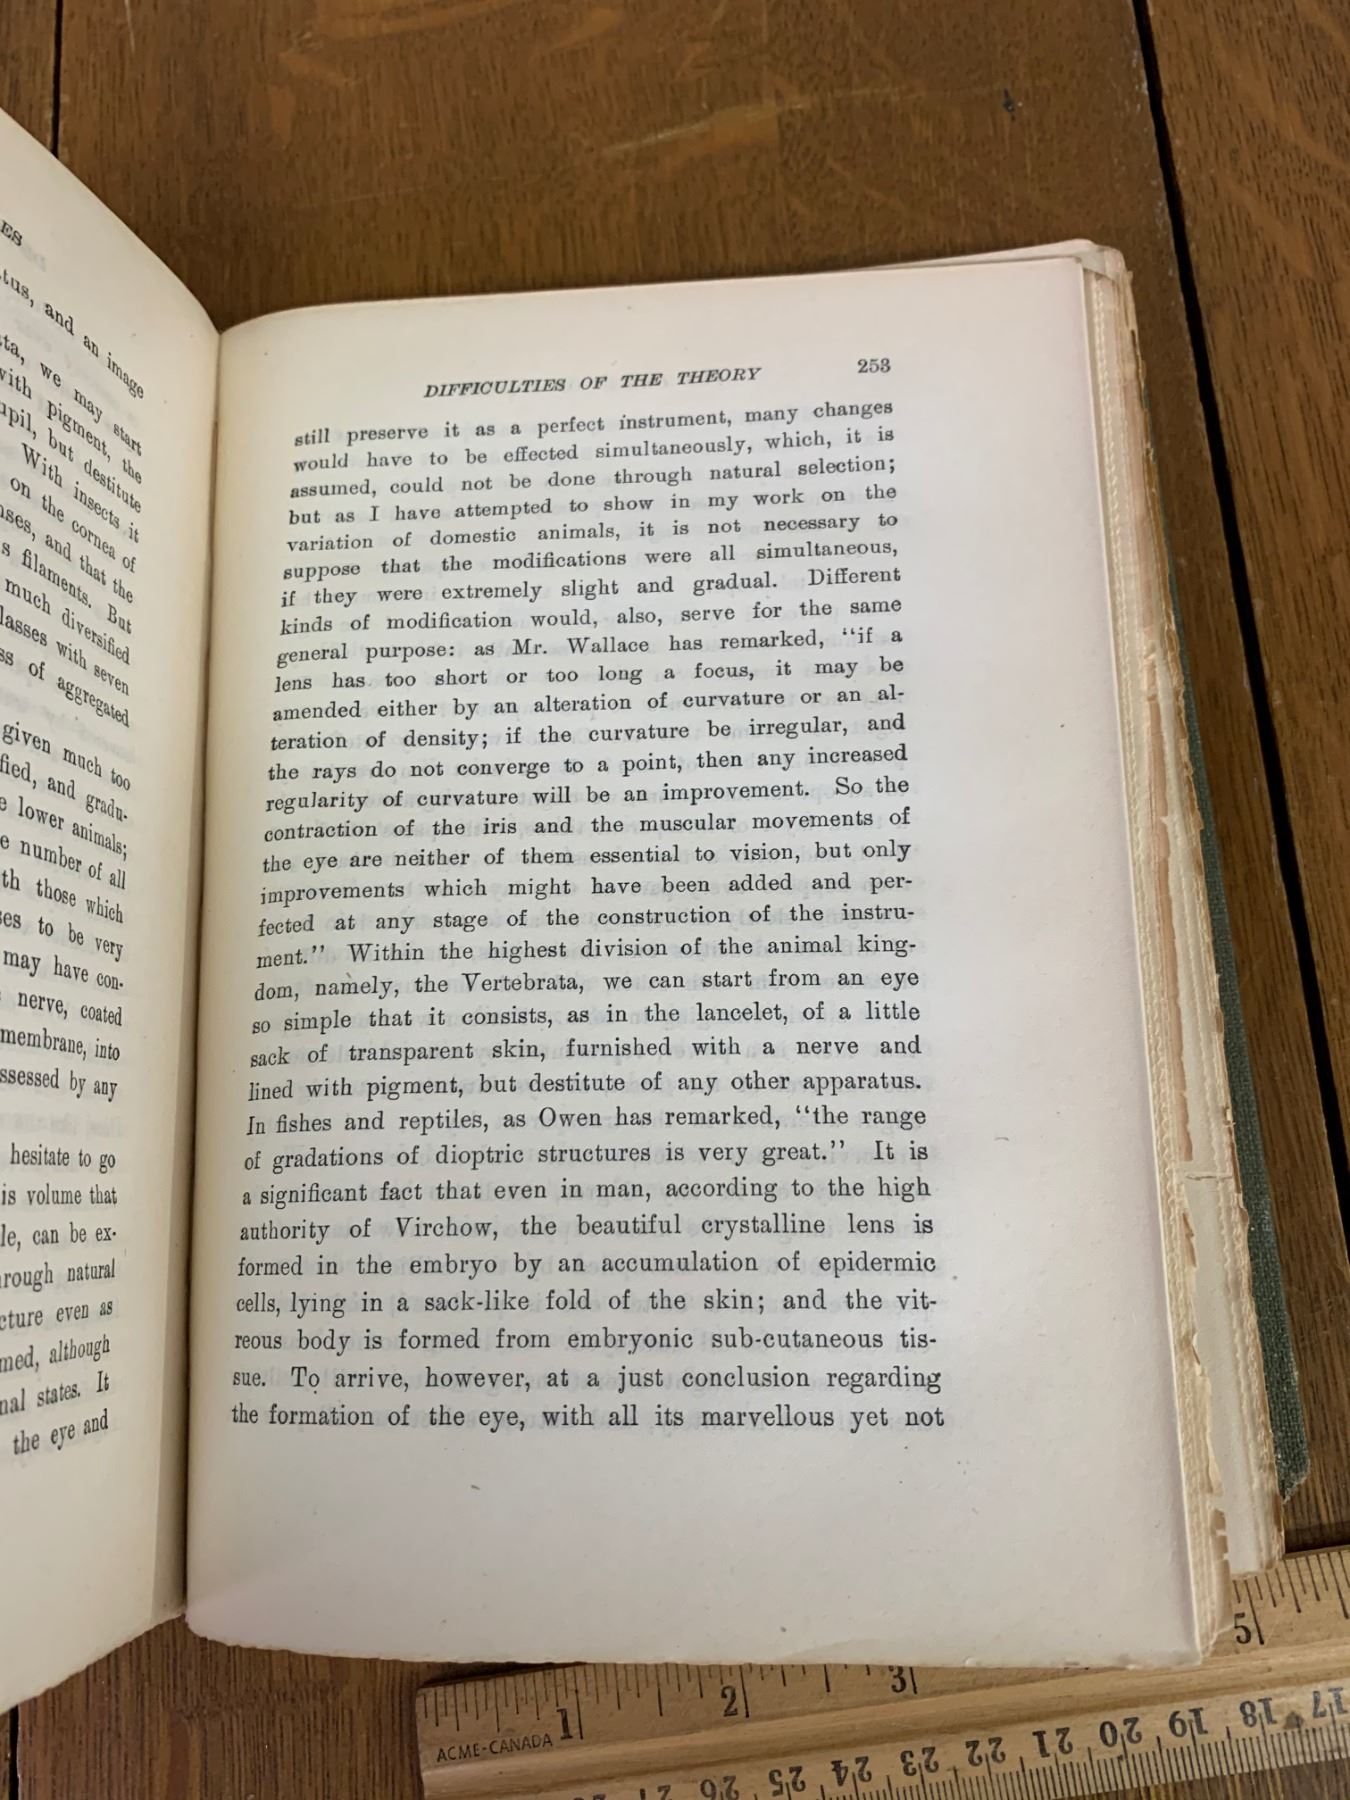 ES
tus, and an image
ta, we may start
with pigment, the
upil, but destitute
With insects it
on the cornea of
nses, and that the
s filaments. But
much diversified
lasses with seven
ss of aggregated
given much too
fied, and gradu-
e lower animals;
e number of all
th those which
ses to be very
may have con-
nerve, coated
membrane, into
ssessed by any
hesitate to go
is volume that
le, can be ex-
rough natural
cture even as
med, although
nal states. It
the eye and
DIFFICULTIES OF THE THEORY 253
still preserve it as a perfect instrument, many changes
would have to be effected simultaneously, which, it is
assumed, could not be done through natural selection;
but as I have attempted to show in my work on the
variation of domestic animals, it is not necessary to
suppose that the modifications were all simultaneous,
if they were extremely slight and gradual. Different
kinds of modification would, also, serve for the same
general purpose: as Mr. Wallace has remarked, "if a
lens has too short or too long a focus, it may be
amended either by an alteration of curvature or an al-
teration of density; if the curvature be irregular, and
the rays do not converge to a point, then any increased
regularity of curvature will be an improvement. So the
contraction of the iris and the muscular movements of
the eye are neither of them essential to vision, but only
improvements which might have been added and per-
fected at any stage of the construction of the instru-
ment." Within the highest division of the animal king-
dom, namely, the Vertebrata, we can start from an eye
so simple that it consists, as in the lancelet, of a little
sack of transparent skin, furnished with a nerve and
lined with pigment, but destitute of any other apparatus.
In fishes and reptiles, as Owen has remarked, "the range
of gradations of dioptric structures is very great." It is
a significant fact that even in man, according to the high
authority of Virchow, the beautiful crystalline lens is
formed in the embryo by an accumulation of epidermic
cells, lying in a sack-like fold of the skin; and the vit-
reous body is formed from embryonic sub-cutaneous tis-
sue. To arrive, however, at a just conclusion regarding
the formation of the eye, with all its marvellous yet not
1 2 3 5
ACME-CANADA
26 25 24 23 22 21 20 19 18 17